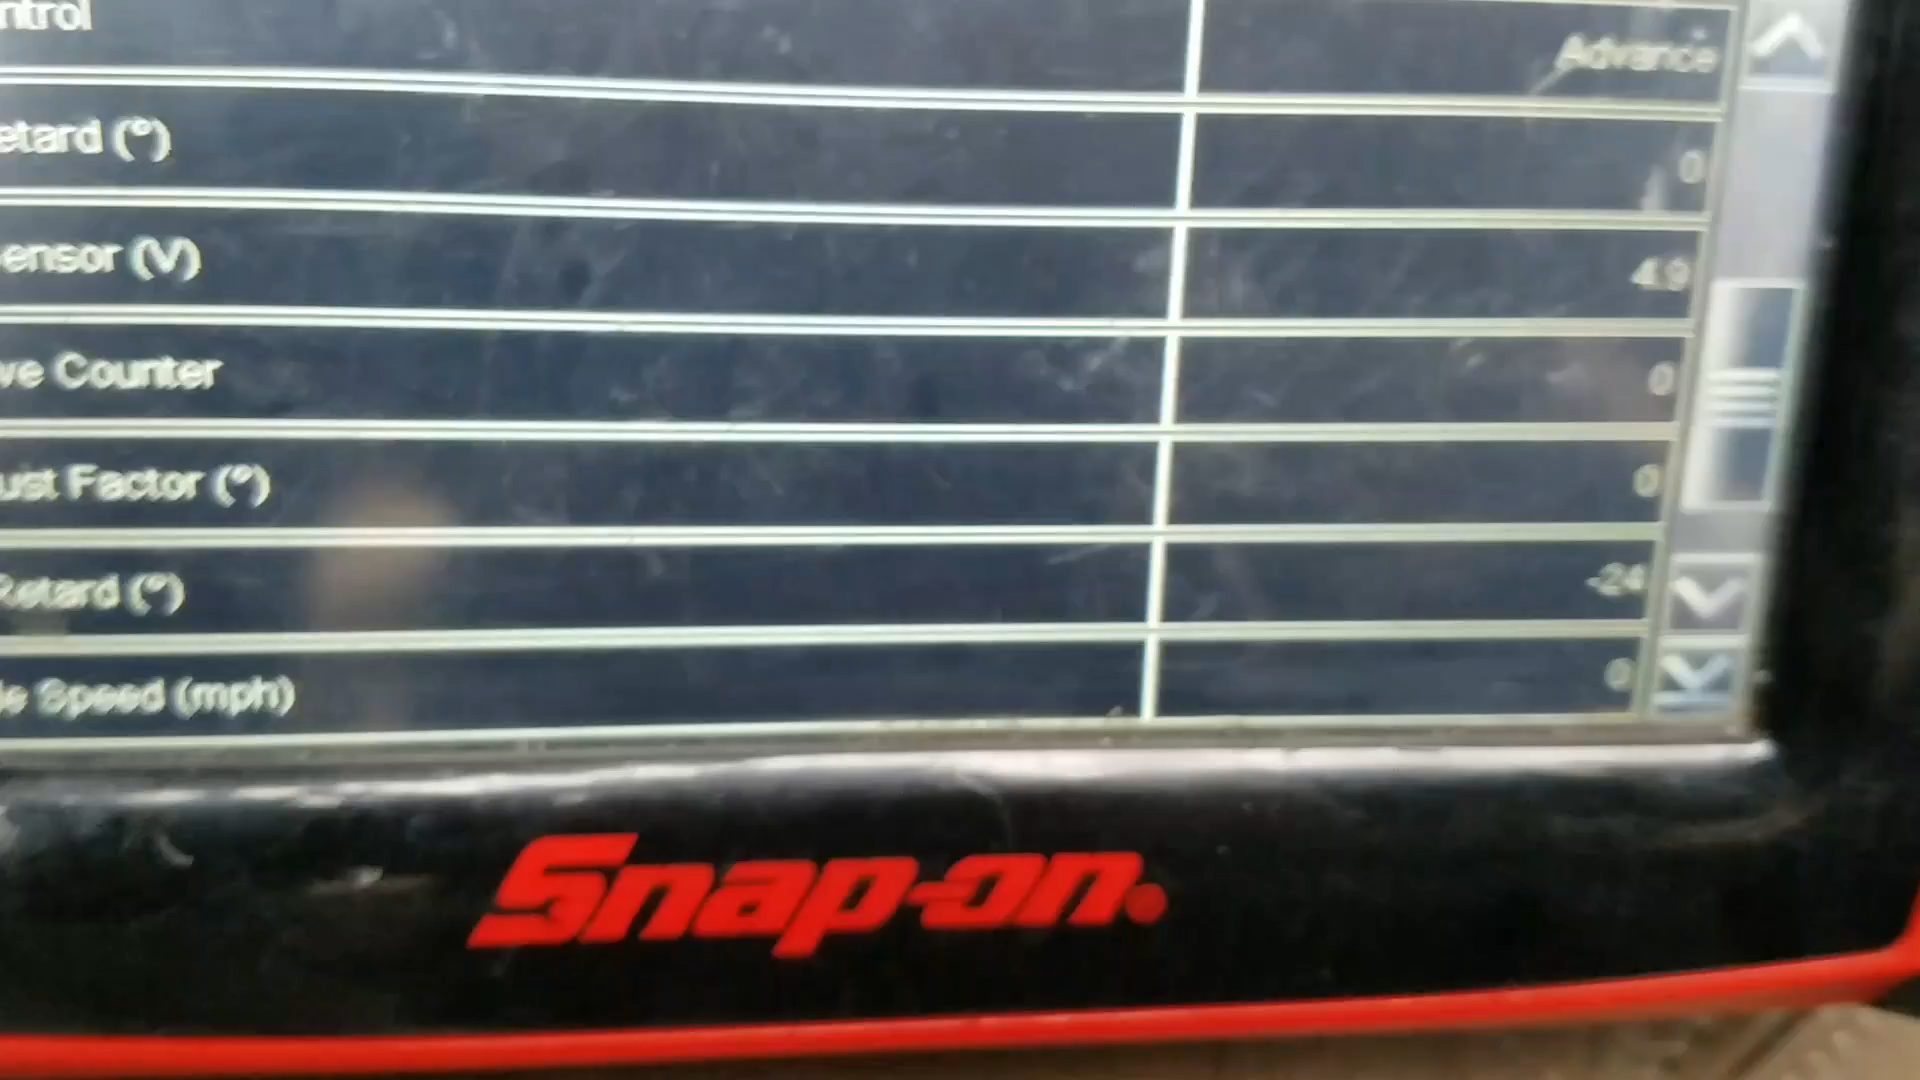 ntrol Advance
etard (°) 0
ensor (V) 4.9
ve Counter 0
ust Factor (°) 0
Retard (°) -24
le Speed (mph) 0
Snap-on